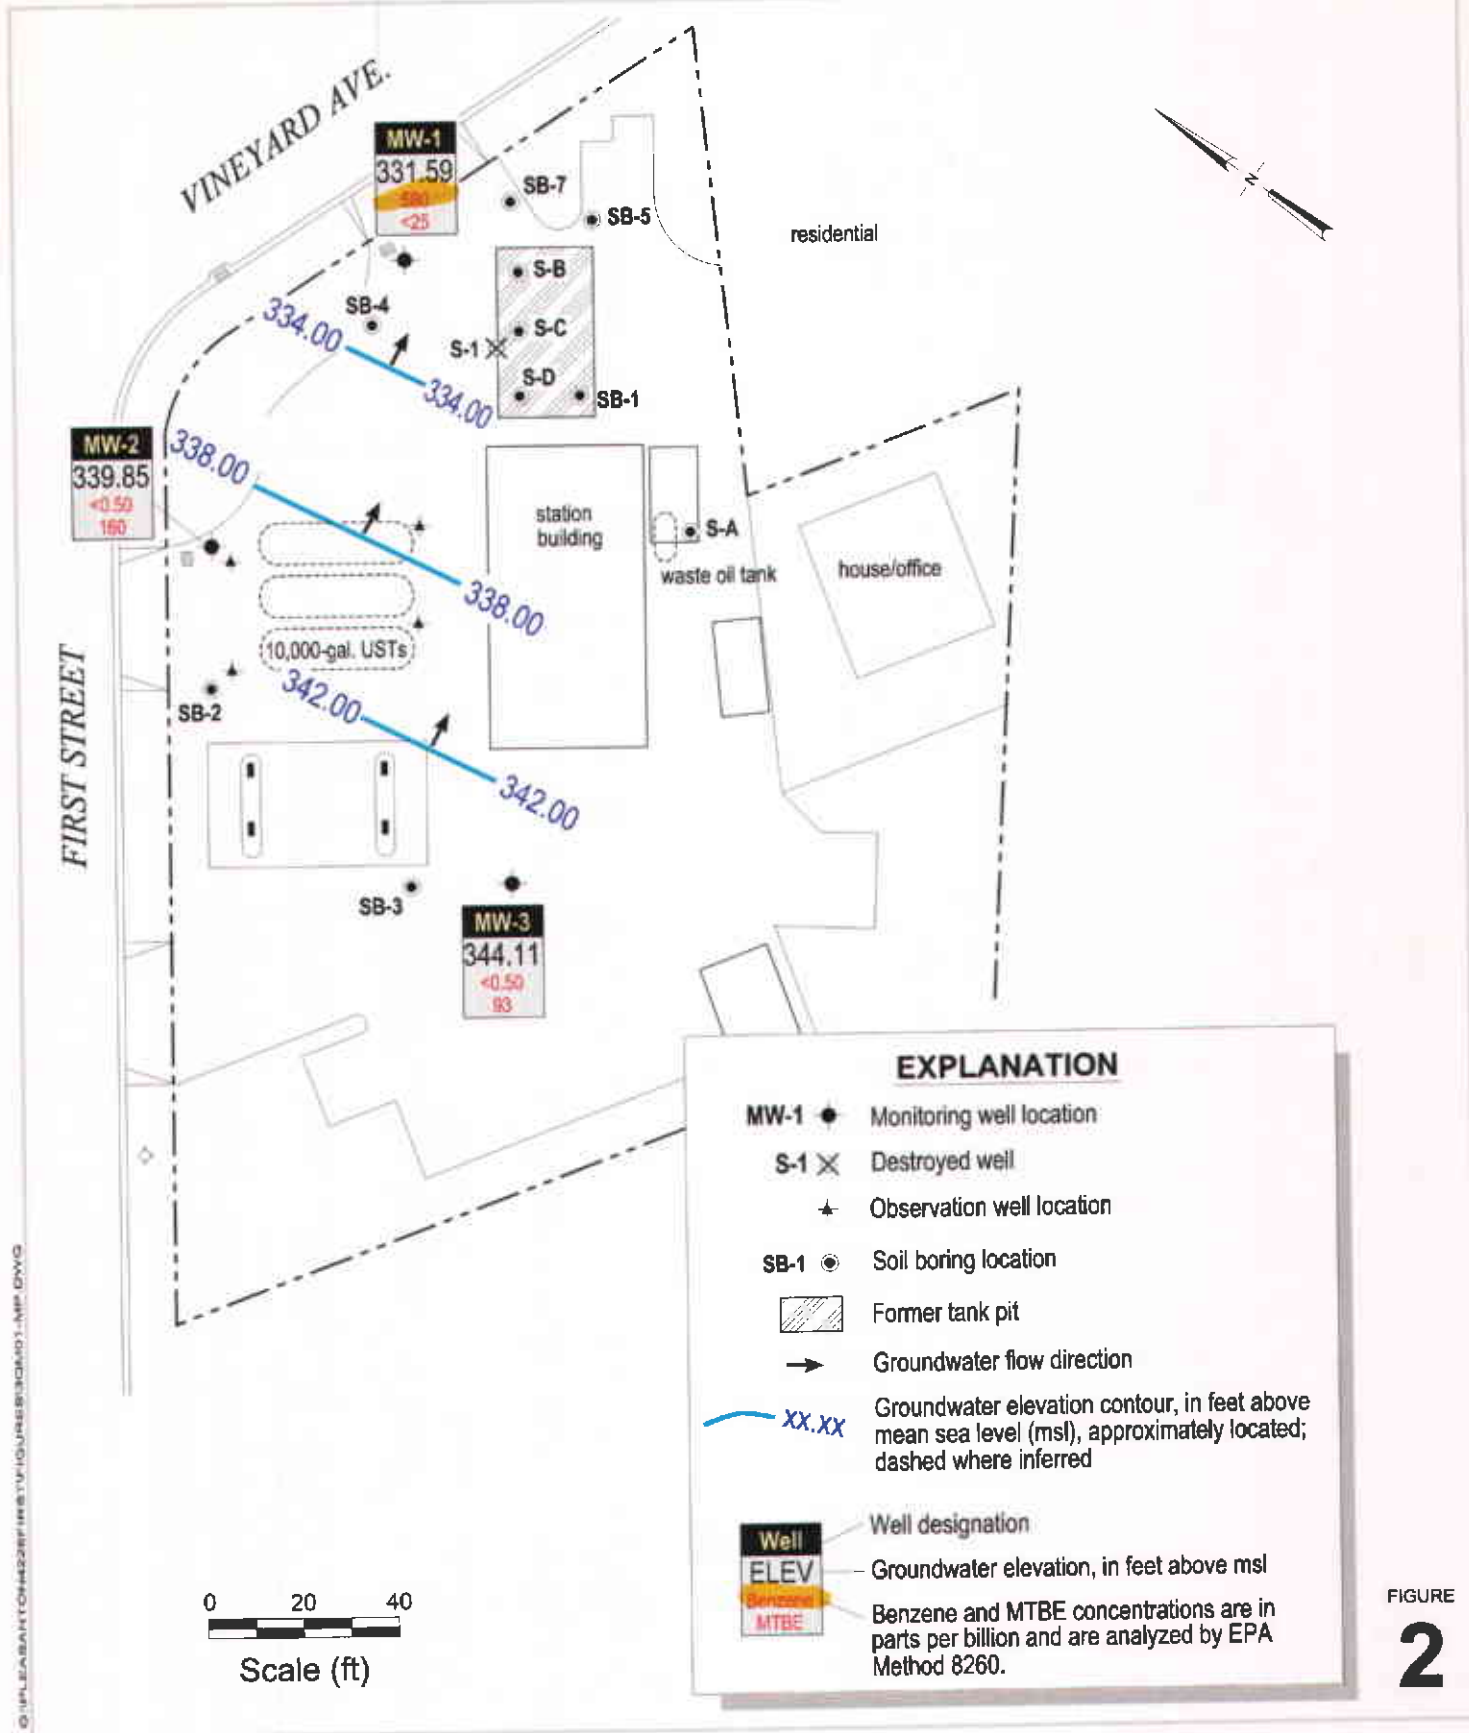 VINEYARD AVE.
MW-1
331.59
580
<25
SB-7
SB-5
residential
N
S-B
SB-4
S-C
334.00
S-1
S-D
334.00
SB-1
MW-2
339.85
<0.50
160
338.00
station
building
S-A
waste oil tank
house/office
338.00
10,000-gal. USTs
342.00
SB-2
FIRST STREET
342.00
SB-3
MW-3
344.11
<0.50
93
EXPLANATION
MW-1 Monitoring well location
S-1 Destroyed well
Observation well location
SB-1 Soil boring location
Former tank pit
Groundwater flow direction
XX.XX Groundwater elevation contour, in feet above
mean sea level (msl), approximately located;
dashed where inferred
Well
Well designation
ELEV
Groundwater elevation, in feet above msl
Benzene
MTBE
Benzene and MTBE concentrations are in
parts per billion and are analyzed by EPA
Method 8260.
0 20 40
Scale (ft)
FIGURE
2